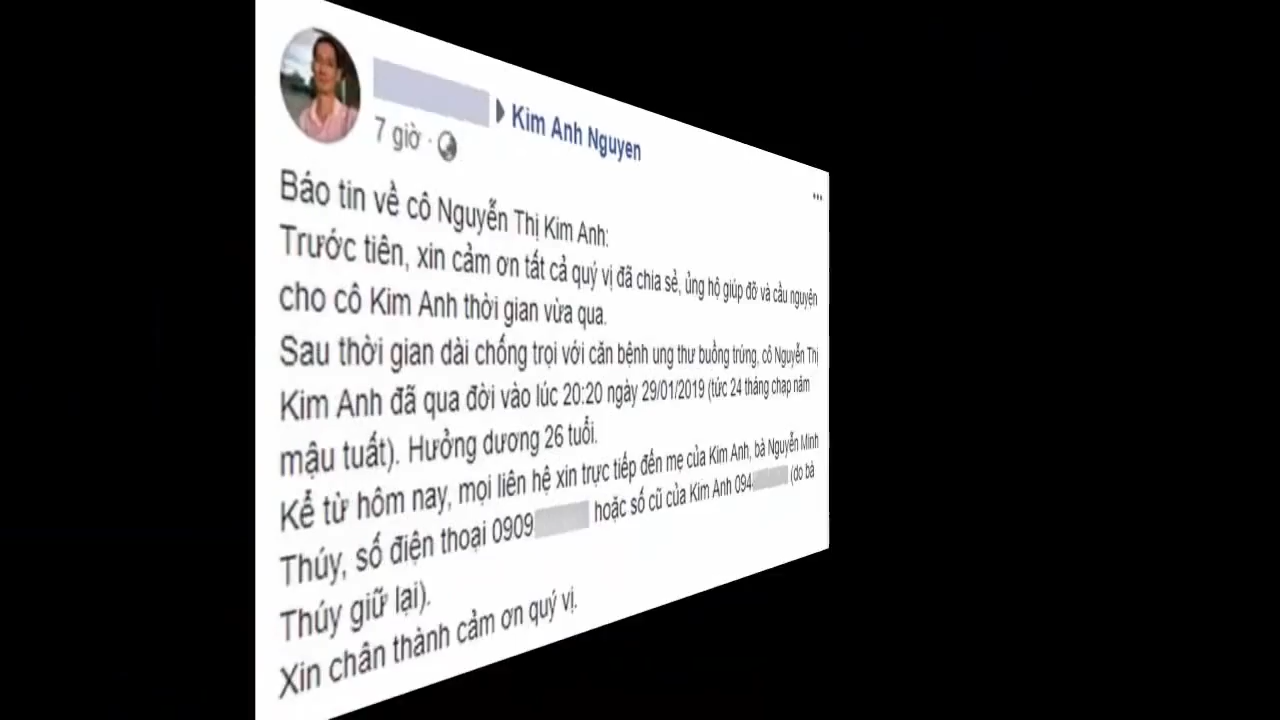 Kim Anh Nguyen
7 giờ ·
Báo tin về cô Nguyễn Thị Kim Anh:
Trước tiên, xin cảm ơn tất cả quý vị đã chia sẻ, ủng hộ giúp đỡ và cầu nguyện
cho cô Kim Anh thời gian vừa qua.
Sau thời gian dài chống trọi với căn bệnh ung thư buồng trứng, cô Nguyễn Thị
Kim Anh đã qua đời vào lúc 20:20 ngày 29/01/2019 (tức 24 tháng chạp năm
mậu tuất). Hưởng dương 26 tuổi.
Kể từ hôm nay, mọi liên hệ xin trực tiếp đến mẹ của Kim Anh, bà Nguyễn Minh
Thúy, số điện thoại 0909 hoặc số cũ của Kim Anh 094 (do bà
Thúy giữ lại).
Xin chân thành cảm ơn quý vị.